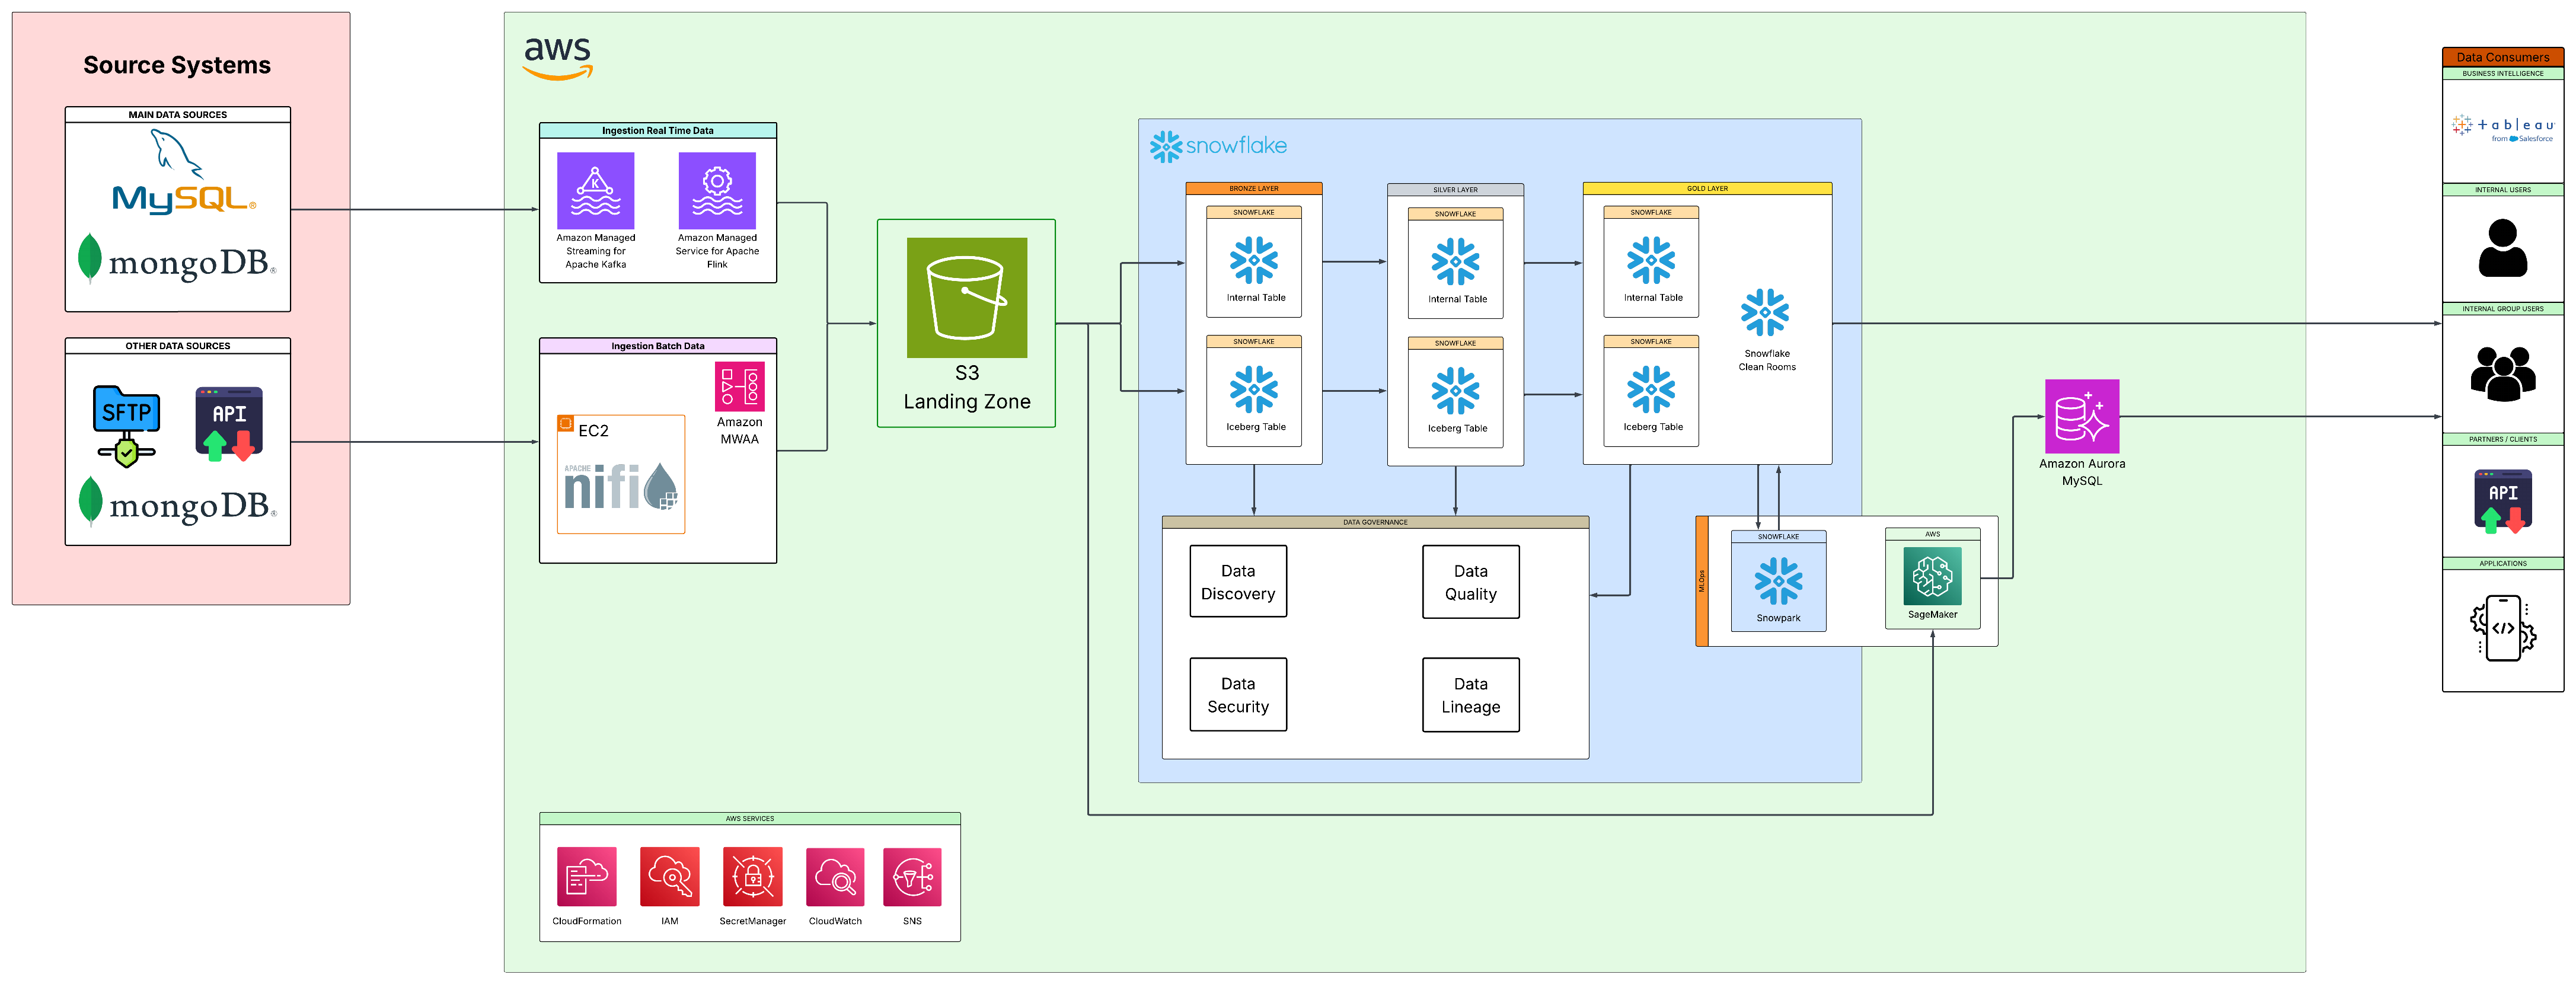 Source Systems
MAIN DATA SOURCES
MySQL®
mongoDB®
OTHER DATA SOURCES
SFTP
API
mongoDB®
aws
Ingestion Real Time Data
Amazon Managed
Streaming for
Apache Kafka
Amazon Managed
Service for Apache
Flink
Ingestion Batch Data
Amazon
MWAA
EC2
APACHE
nifi
S3
Landing Zone
snowflake
BRONZE LAYER
SNOWFLAKE
Internal Table
SNOWFLAKE
Iceberg Table
SILVER LAYER
SNOWFLAKE
Internal Table
SNOWFLAKE
Iceberg Table
GOLD LAYER
SNOWFLAKE
Internal Table
SNOWFLAKE
Iceberg Table
Snowflake
Clean Rooms
DATA GOVERNANCE
Data
Discovery
Data
Quality
Data
Security
Data
Lineage
MLOps
SNOWFLAKE
Snowpark
AWS
SageMaker
Amazon Aurora
MySQL
AWS SERVICES
CloudFormation
IAM
SecretManager
CloudWatch
SNS
Data Consumers
BUSINESS INTELLIGENCE
tableau
from Salesforce
INTERNAL USERS
INTERNAL GROUP USERS
PARTNERS / CLIENTS
API
APPLICATIONS